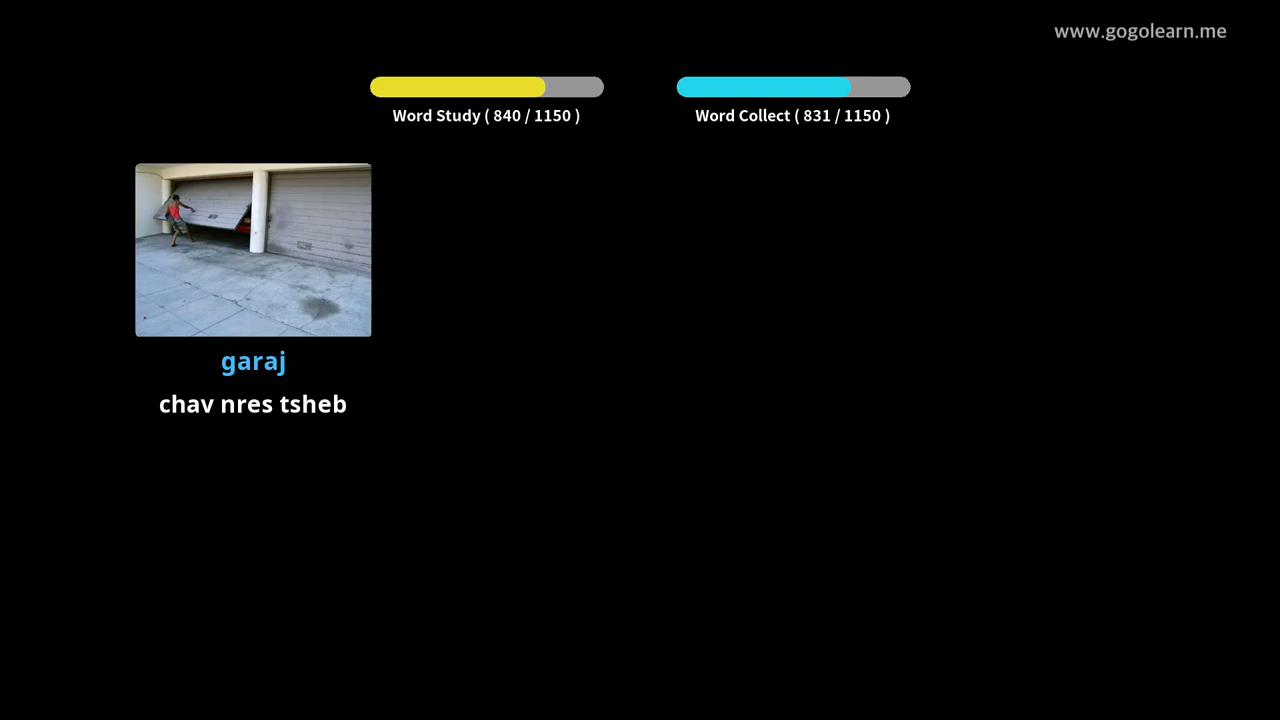 www.gogolearn.me
Word Study ( 840 / 1150 )
Word Collect ( 831 / 1150 )
garaj
chav nres tsheb